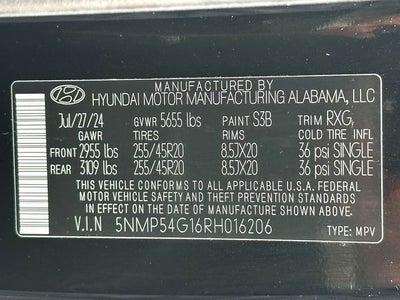 MANUFACTURED BY
HYUNDAI MOTOR MANUFACTURING ALABAMA, LLC
Jul/27/24 GVWR 5655 lbs PAINT S3B TRIM RXG
GAWR TIRES RIMS COLD TIRE INFL
FRONT 2955 lbs 255/45R20 8.5JX20 36 psi SINGLE
REAR 3109 lbs 255/45R20 8.5JX20 36 psi SINGLE
THIS VEHICLE CONFORMS TO ALL APPLICABLE U.S.A. FEDERAL
MOTOR VEHICLE SAFETY AND THEFT PREVENTION STANDARDS
IN EFFECT ON THE DATE OF MANUFACTURE SHOWN ABOVE.
V.I.N 5NMP54G16RH016206 TYPE: MPV